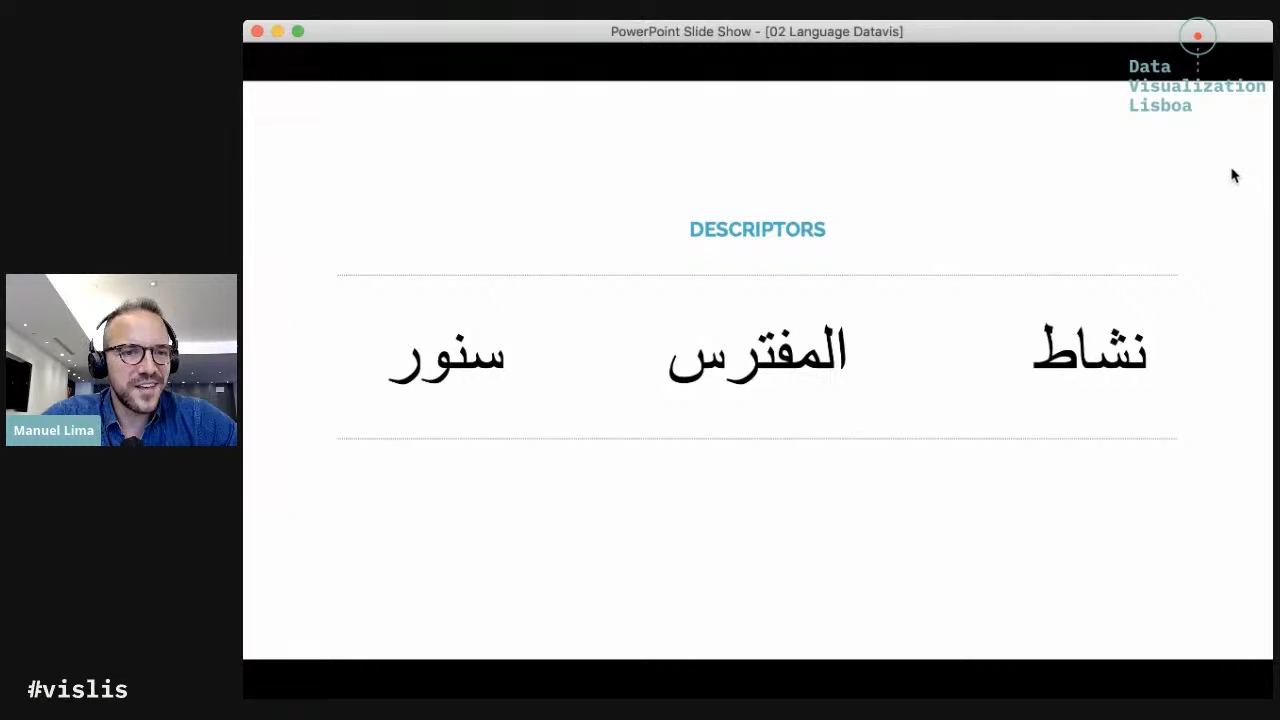 PowerPoint Slide Show - [02 Language Datavis]
Data
Visualization
Lisboa
DESCRIPTORS
نشاط المفترس سنور
Manuel Lima
#vislis